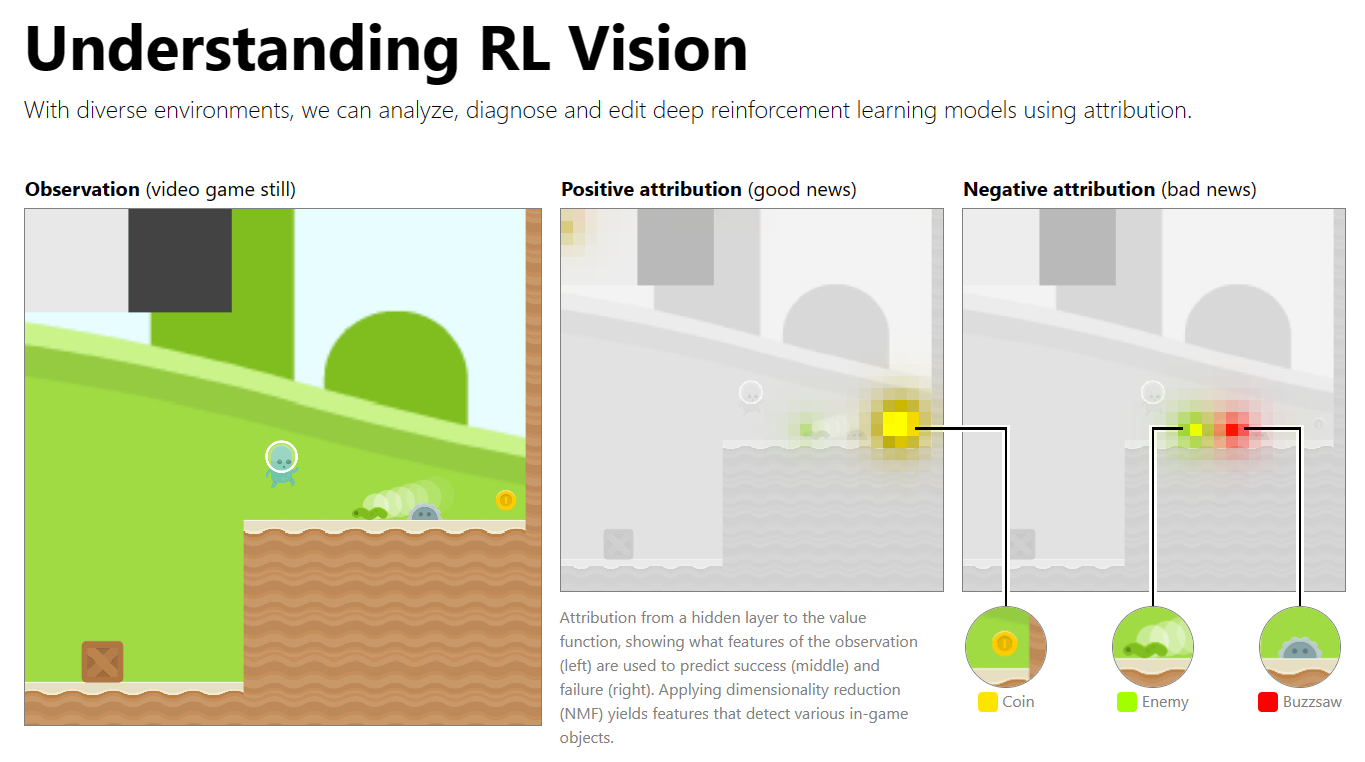 Understanding RL Vision
With diverse environments, we can analyze, diagnose and edit deep reinforcement learning models using attribution.
Observation (video game still)
Positive attribution (good news)
Negative attribution (bad news)
Attribution from a hidden layer to the value
function, showing what features of the observation
(left) are used to predict success (middle) and
failure (right). Applying dimensionality reduction
(NMF) yields features that detect various in-game
objects.
Coin
Enemy
Buzzsaw